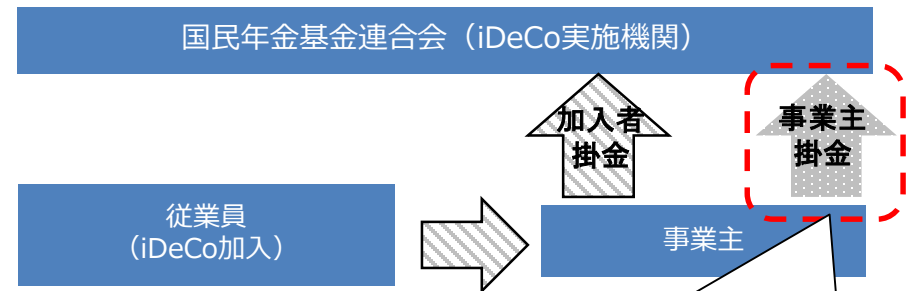 国民年金基金連合会（iDeCo実施機関）
加入者
掛金
事業主
掛金
従業員
（iDeCo加入）
事業主